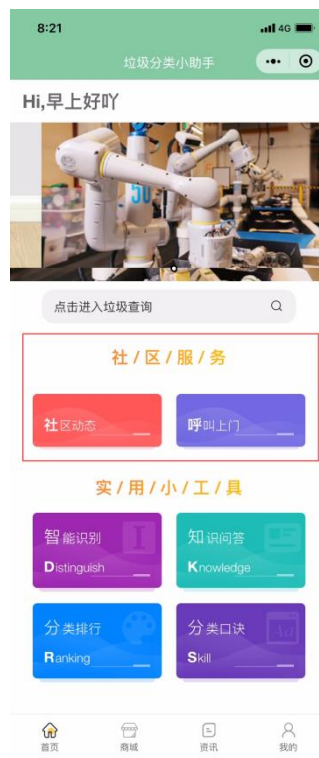 8:21
4G
垃圾分类小助手
Hi,早上好吖
50
点击进入垃圾查询
社/区/服/务
社区动态
呼叫上门
实/用/小/工/具
智能识别
Distinguish
知识问答
Knowledge
分类排行
Ranking
分类口诀
Ad
Skill
首页
商城
资讯
我的